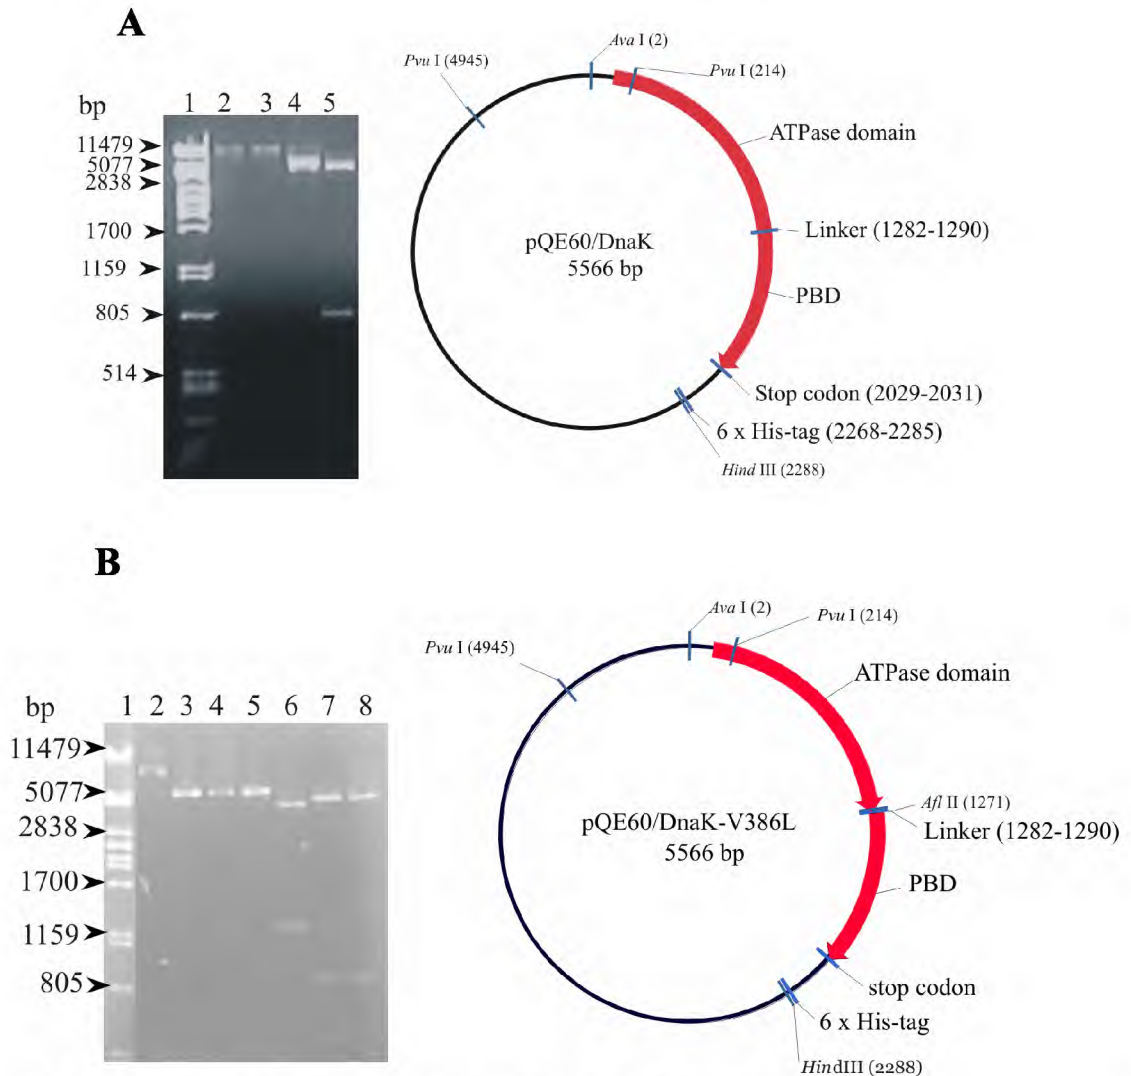 A
Ava I (2)
Pvu I (4945)
Pvu I (214)
bp
1 2 3 4 5
11479
5077
2838
1700
1159
805
514
ATPase domain
Linker (1282-1290)
pQE60/DnaK
5566 bp
PBD
Stop codon (2029-2031)
6 x His-tag (2268-2285)
Hind III (2288)
B
Ava I (2)
Pvu I (214)
Pvu I (4945)
bp
1 2 3 4 5 6 7 8
11479
5077
2838
1700
1159
805
ATPase domain
Afl II (1271)
Linker (1282-1290)
pQE60/DnaK-V386L
5566 bp
PBD
stop codon
6 x His-tag
HindIII (2288)